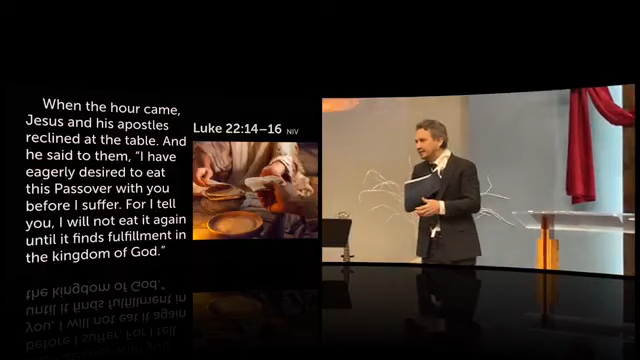 When the hour came,
Jesus and his apostles
reclined at the table. And
he said to them, “I have
eagerly desired to eat
this Passover with you
before I suffer. For I tell
you, I will not eat it again
until it finds fulfillment in
the kingdom of God.”
Luke 22:14–16 NIV